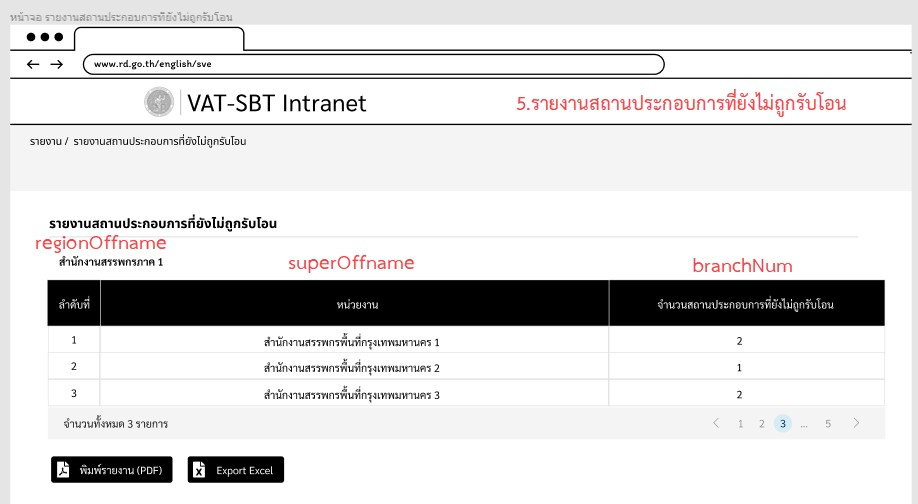 หน้าจอ รายงานสถานประกอบการที่ยังไม่ถูกรับโอน
www.rd.go.th/english/sve
VAT-SBT Intranet
5.รายงานสถานประกอบการที่ยังไม่ถูกรับโอน
รายงาน / รายงานสถานประกอบการที่ยังไม่ถูกรับโอน
รายงานสถานประกอบการที่ยังไม่ถูกรับโอน
regionOffname
สำนักงานสรรพกรภาค 1
superOffname
branchNum
ลำดับที่ หน่วยงาน จำนวนสถานประกอบการที่ยังไม่ถูกรับโอน
1 สำนักงานสรรพกรพื้นที่กรุงเทพมหานคร 1 2
2 สำนักงานสรรพกรพื้นที่กรุงเทพมหานคร 2 1
3 สำนักงานสรรพกรพื้นที่กรุงเทพมหานคร 3 2
จำนวนทั้งหมด 3 รายการ
1 2 3 ... 5
พิมพ์รายงาน (PDF) Export Excel